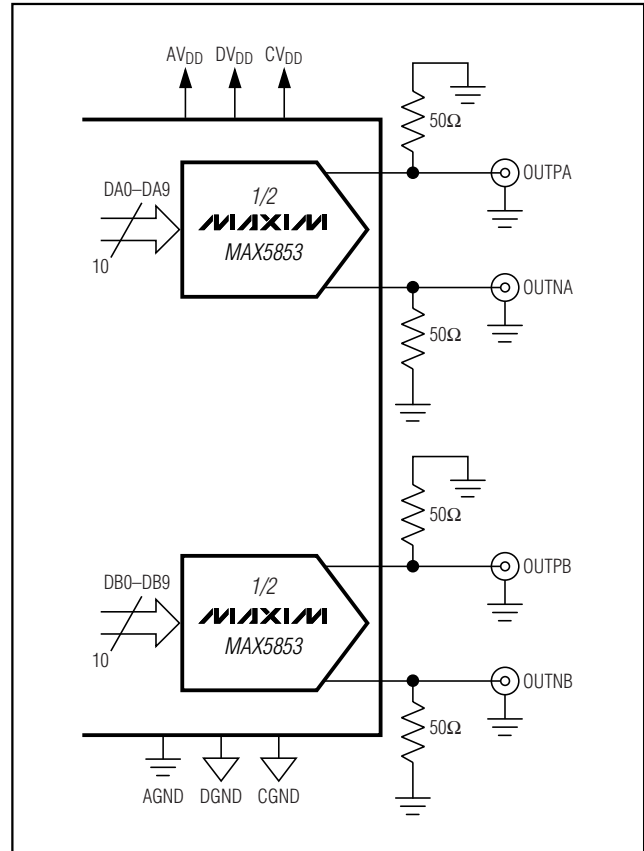 AVDD DVDD CVDD
50Ω
OUTPA
DA0–DA9
10
1/2
MAXIM
MAX5853
OUTNA
50Ω
50Ω
OUTPB
DB0–DB9
10
1/2
MAXIM
MAX5853
OUTNB
50Ω
AGND DGND CGND